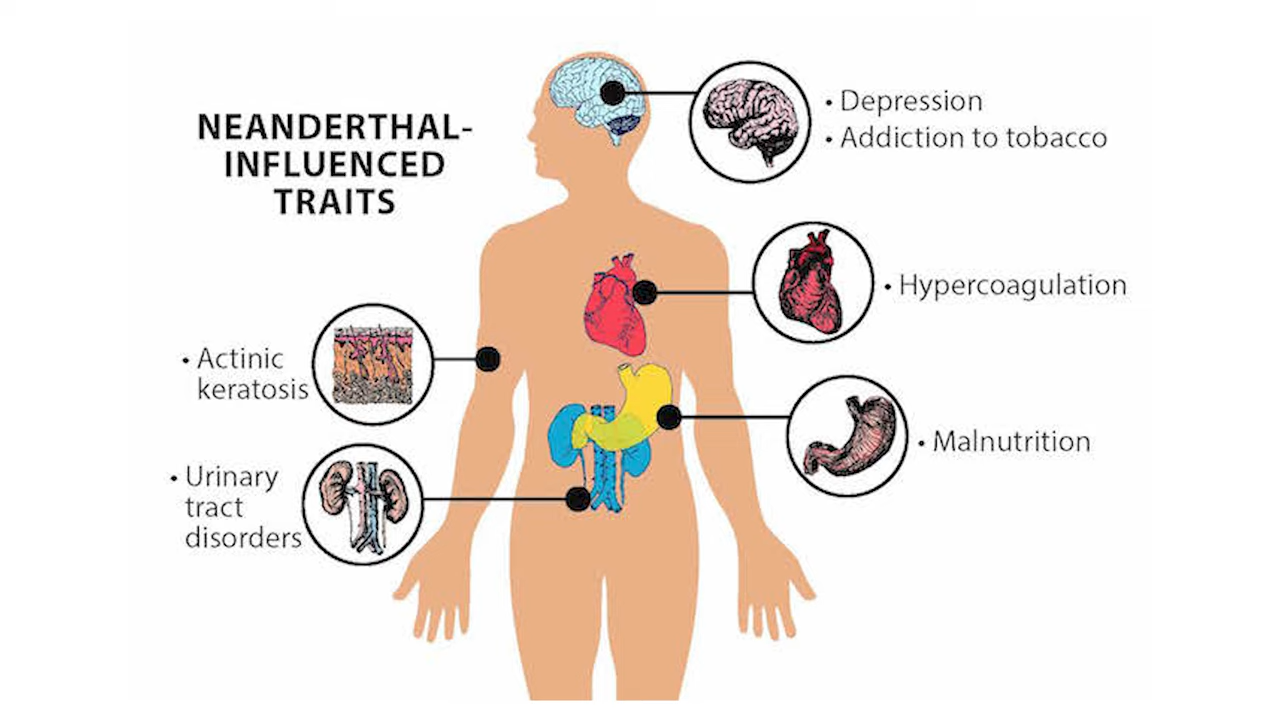 NEANDERTHAL-
INFLUENCED
TRAITS
• Depression
• Addiction to tobacco
• Hypercoagulation
• Actinic
keratosis
• Malnutrition
• Urinary
tract
disorders